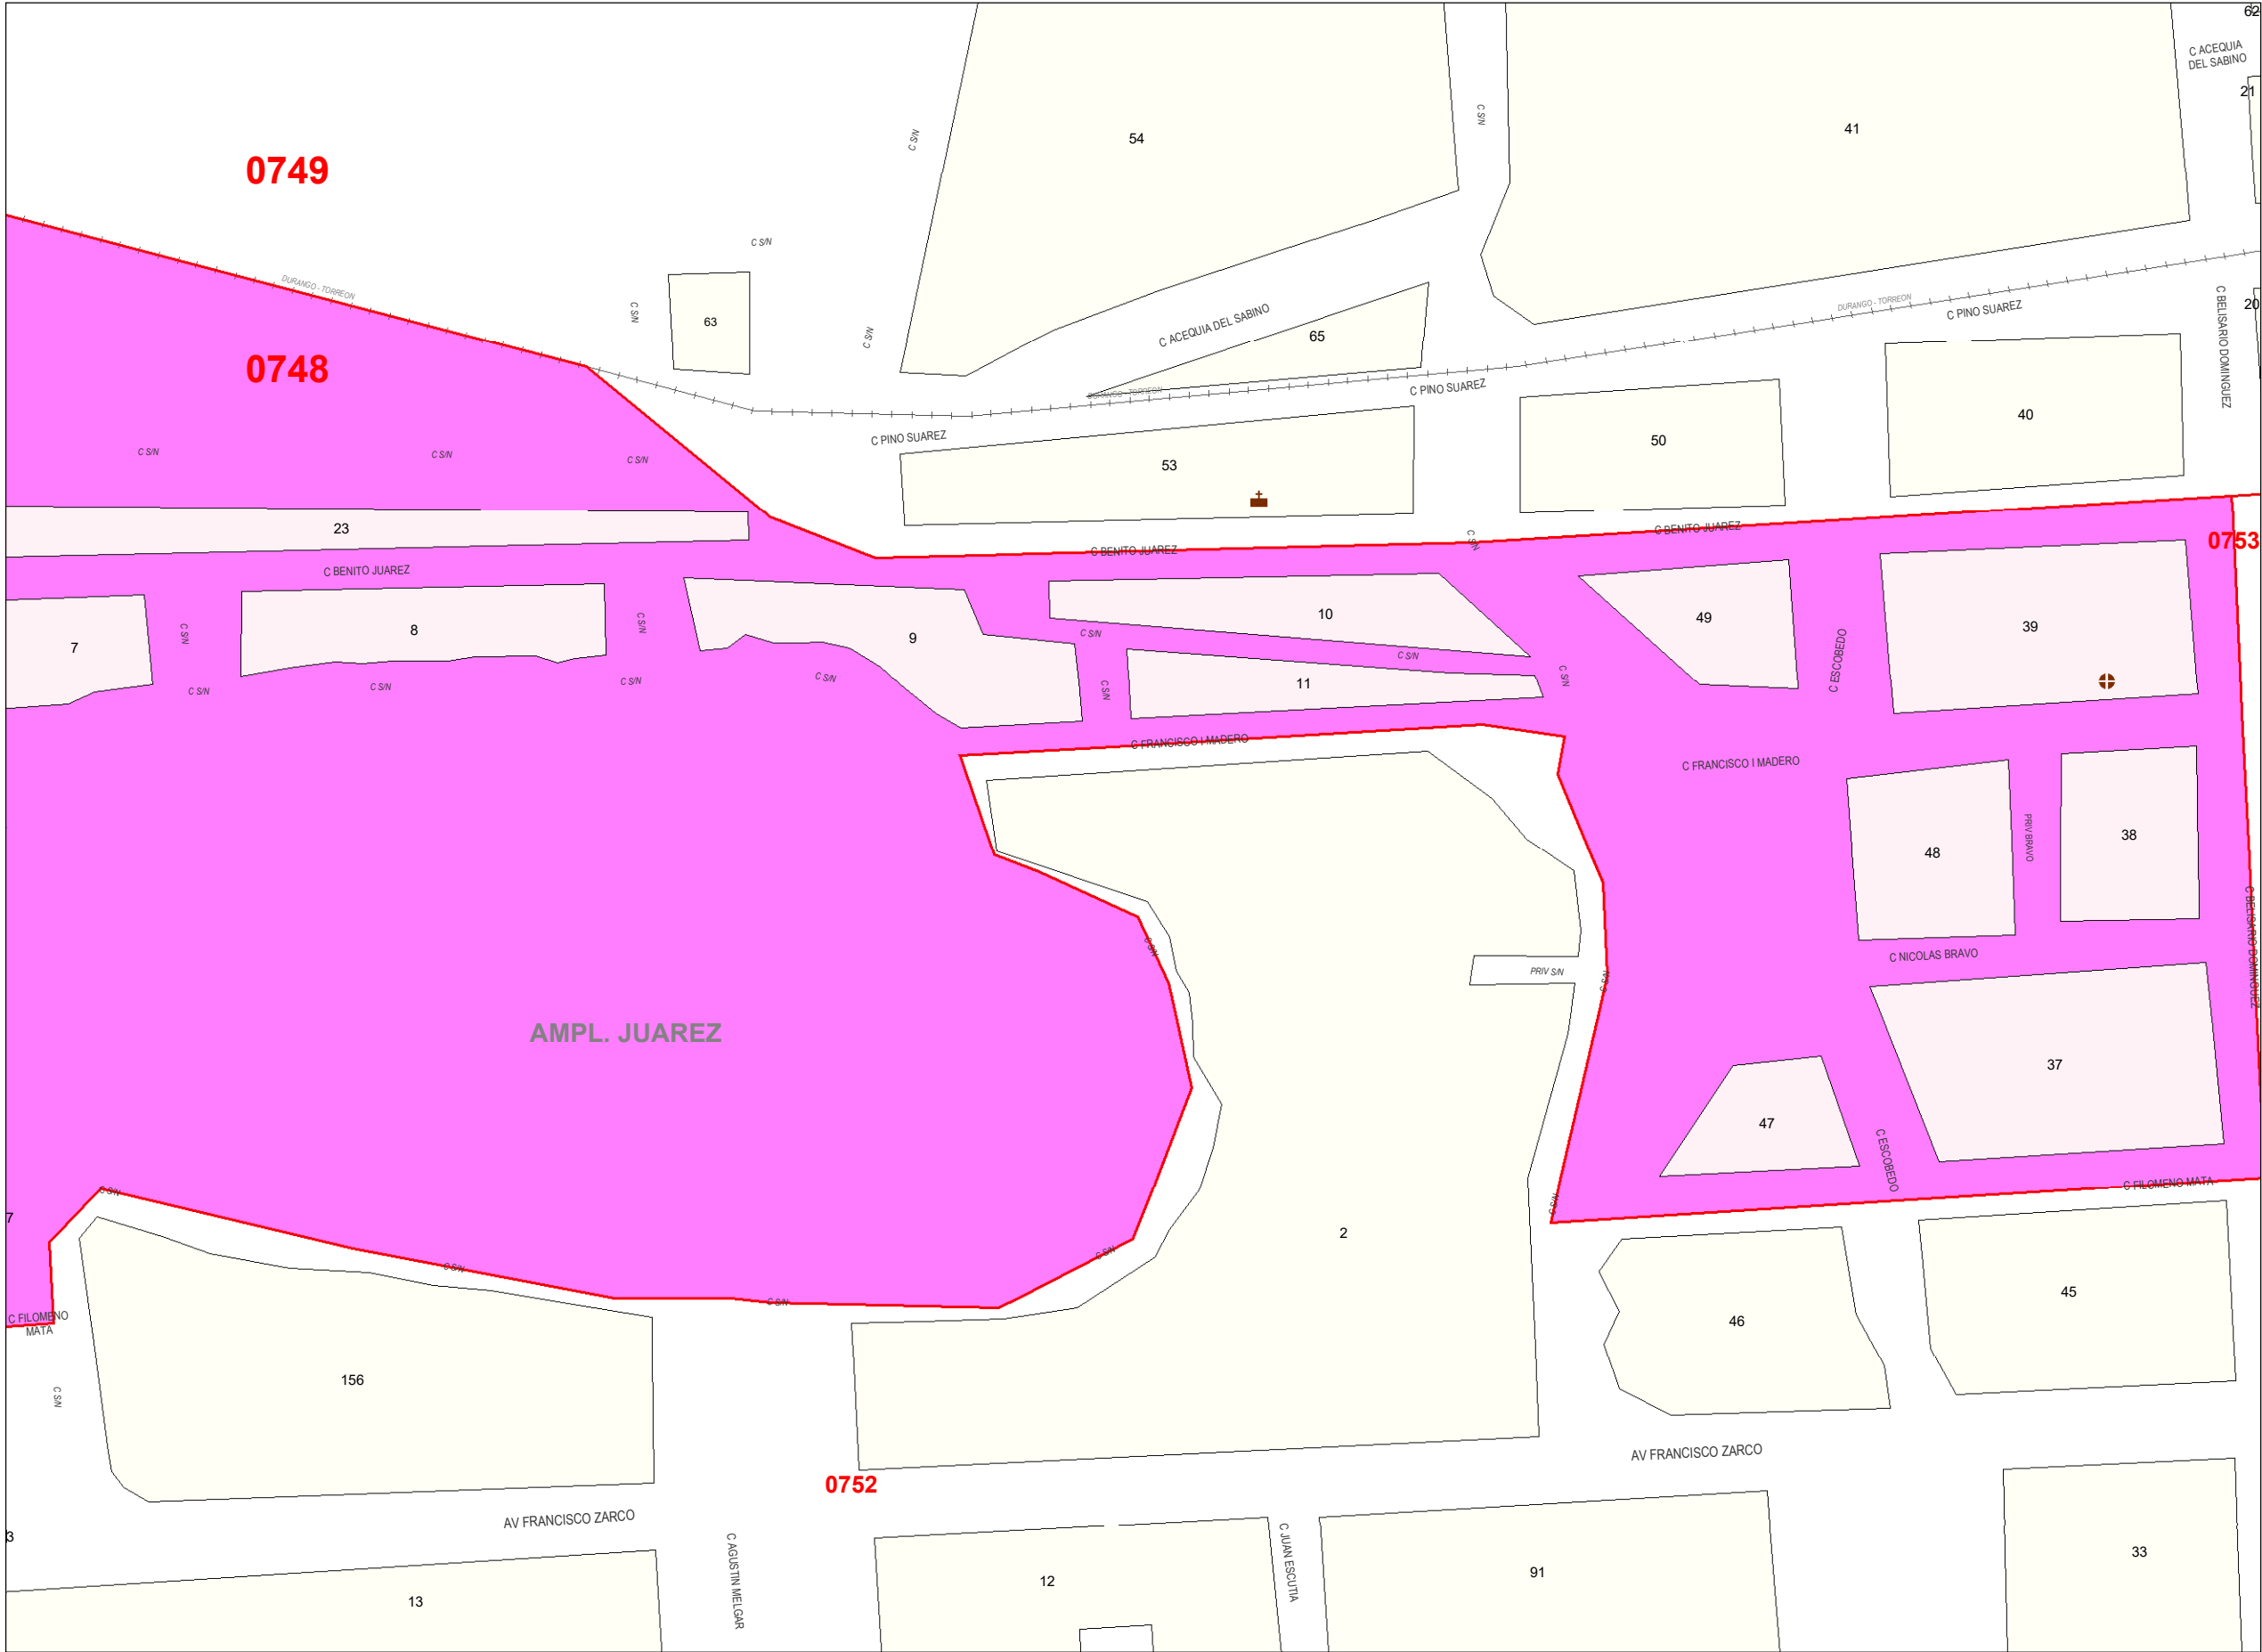 62
C ACEQUIA
DEL SABINO
21
C S/N
54
C S/N
41
0749
C S/N
DURANGO - TORREON
C S/N
63
C S/N
C ACEQUIA DEL SABINO
65
DURANGO - TORREON
C PINO SUAREZ
20
C BELISARIO DOMINGUEZ
0748
DURANGO - TORREON
C PINO SUAREZ
C PINO SUAREZ
40
50
53
C S/N
C S/N
C S/N
23
C BENITO JUAREZ
C S/N
C BENITO JUAREZ
0753
C BENITO JUAREZ
7
C S/N
8
C S/N
9
C S/N
10
49
39
C S/N
C S/N
C S/N
C S/N
C S/N
C S/N
11
C S/N
C S/N
C ESCOBEDO
C FRANCISCO I MADERO
C FRANCISCO I MADERO
48
PRIV BRAVO
38
C S/N
C NICOLAS BRAVO
C BELISARIO DOMINGUEZ
PRIV S/N
C S/N
AMPL. JUAREZ
37
47
C ESCOBEDO
C S/N
C FILOMENO MATA
C S/N
7
2
C S/N
C S/N
C S/N
C FILOMENO
MATA
46
45
C S/N
156
AV FRANCISCO ZARCO
0752
AV FRANCISCO ZARCO
3
C AGUSTIN MELGAR
C JUAN ESCUTIA
33
13
12
91